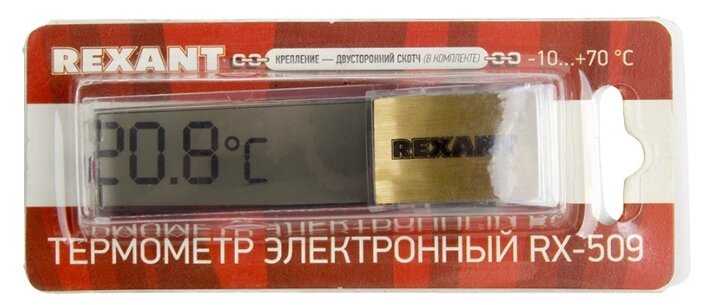 REXANT КРЕПЛЕНИЕ — ДВУСТОРОННИЙ СКОТЧ (В КОМПЛЕКТЕ) -10...+70 °C
20.8°C REXANT
ТЕРМОМЕТР ЭЛЕКТРОННЫЙ RX-509